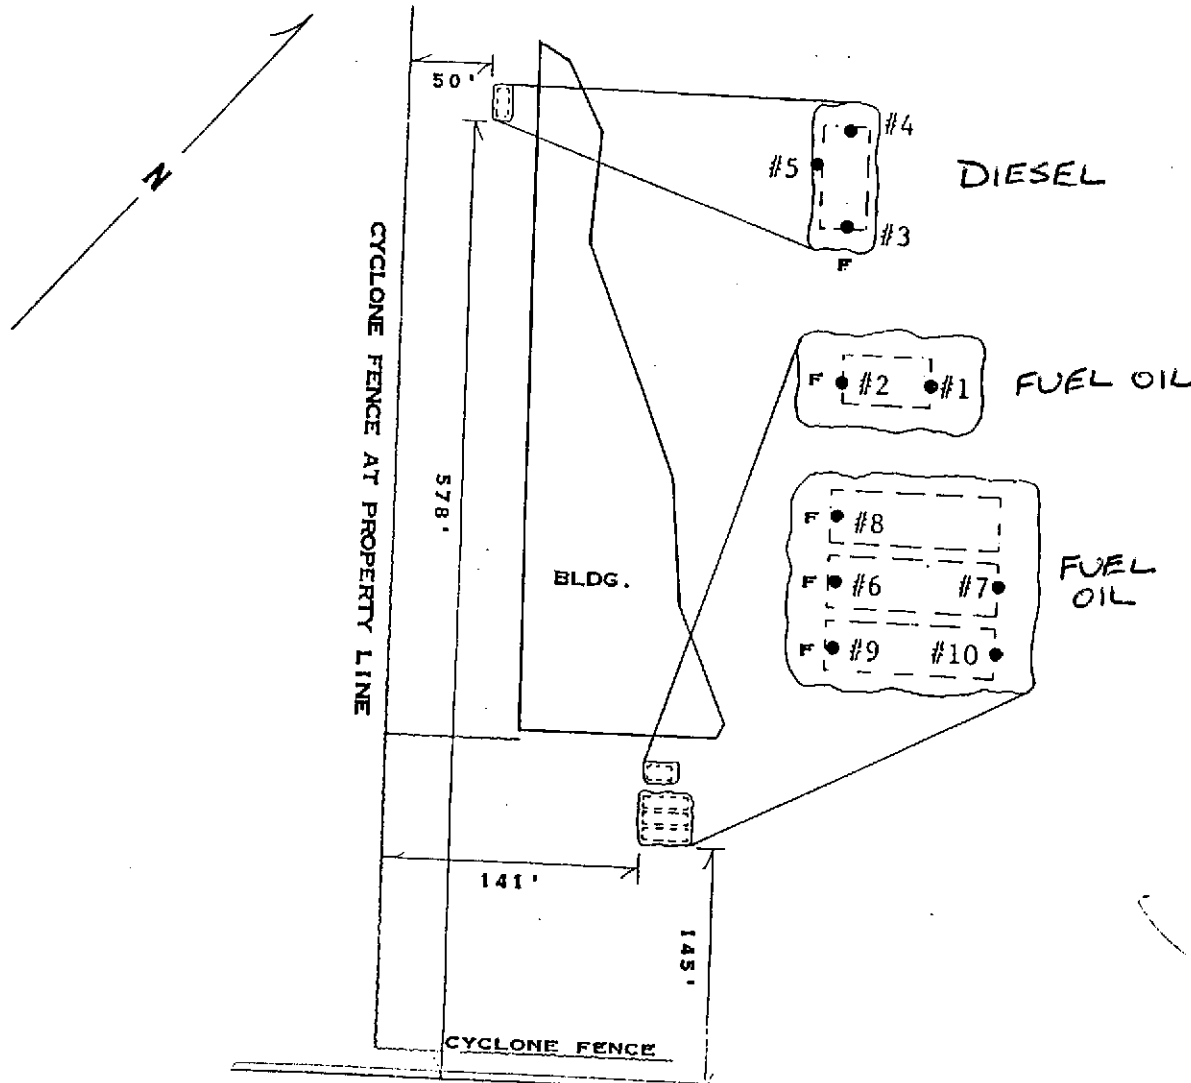 50'
N
#4
#5
DIESEL
#3
F
CYCLONE FENCE AT PROPERTY LINE
F #2 #1
FUEL OIL
578'
F #8
BLDG.
F #6 #7
FUEL
OIL
F #9 #10
141'
145'
CYCLONE FENCE